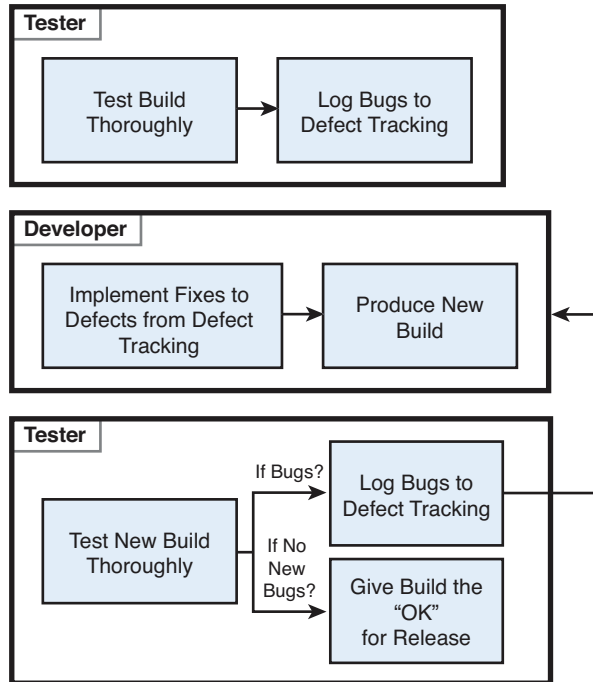 Tester
Test Build
Thoroughly
Log Bugs to
Defect Tracking
Developer
Implement Fixes to
Defects from Defect
Tracking
Produce New
Build
Tester
Test New Build
Thoroughly
If Bugs?
Log Bugs to
Defect Tracking
If No
New
Bugs?
Give Build the
“OK”
for Release